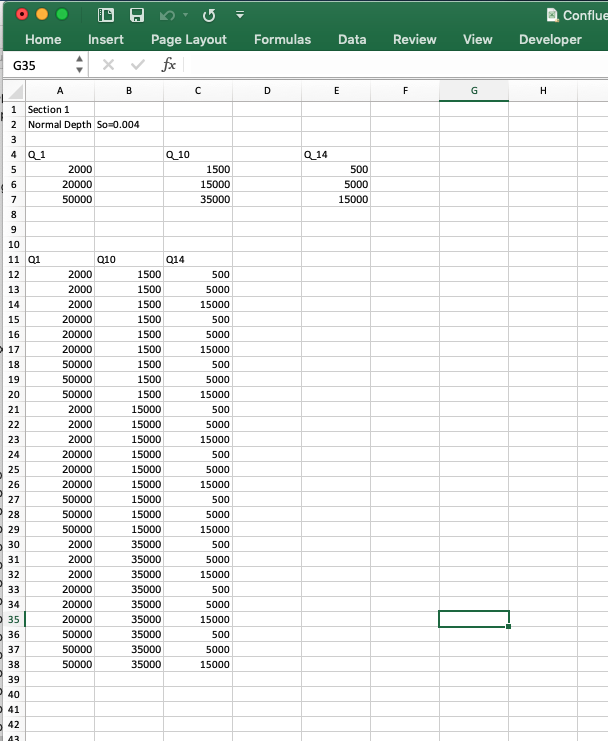 Conflue
Home Insert Page Layout Formulas Data Review View Developer
G35 fx
A B C D E F G H
1 Section 1
2 Normal Depth So=0.004
3
4 Q_1 Q_10 Q_14
5 2000 1500 500
6 20000 15000 5000
7 50000 35000 15000
8
9
10
11 Q1 Q10 Q14
12 2000 1500 500
13 2000 1500 5000
14 2000 1500 15000
15 20000 1500 500
16 20000 1500 5000
17 20000 1500 15000
18 50000 1500 500
19 50000 1500 5000
20 50000 1500 15000
21 2000 15000 500
22 2000 15000 5000
23 2000 15000 15000
24 20000 15000 500
25 20000 15000 5000
26 20000 15000 15000
27 50000 15000 500
28 50000 15000 5000
29 50000 15000 15000
30 2000 35000 500
31 2000 35000 5000
32 2000 35000 15000
33 20000 35000 500
34 20000 35000 5000
35 20000 35000 15000
36 50000 35000 500
37 50000 35000 5000
38 50000 35000 15000
39
40
41
42
43